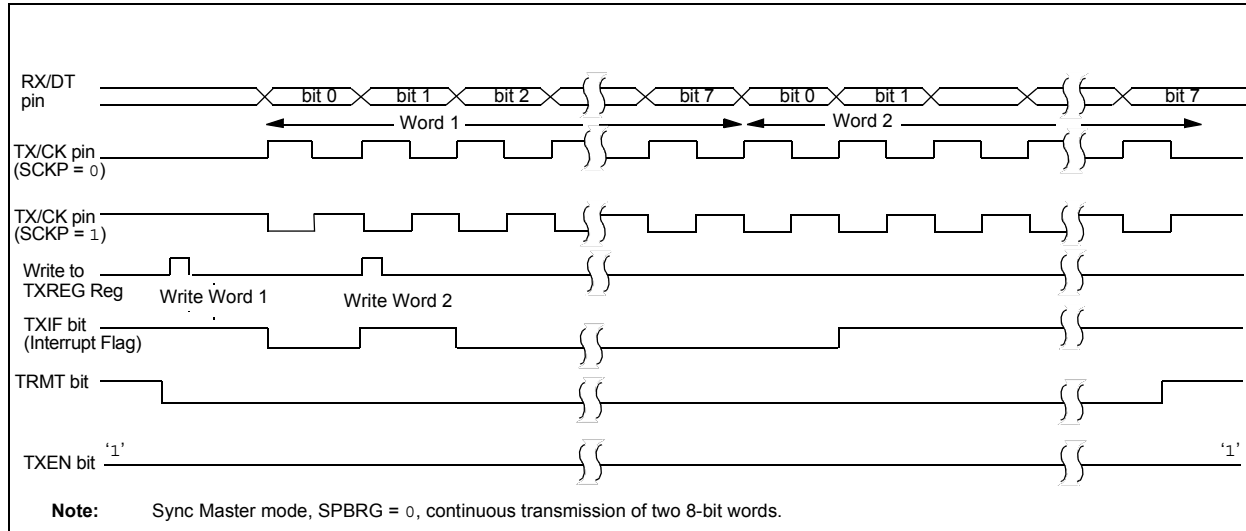 RX/DT
pin
bit 0 bit 1 bit 2 bit 7 bit 0 bit 1 bit 7
Word 1 Word 2
TX/CK pin
(SCKP = 0)
TX/CK pin
(SCKP = 1)
Write to
TXREG Reg
Write Word 1 Write Word 2
TXIF bit
(Interrupt Flag)
TRMT bit
TXEN bit '1' '1'
Note: Sync Master mode, SPBRG = 0, continuous transmission of two 8-bit words.